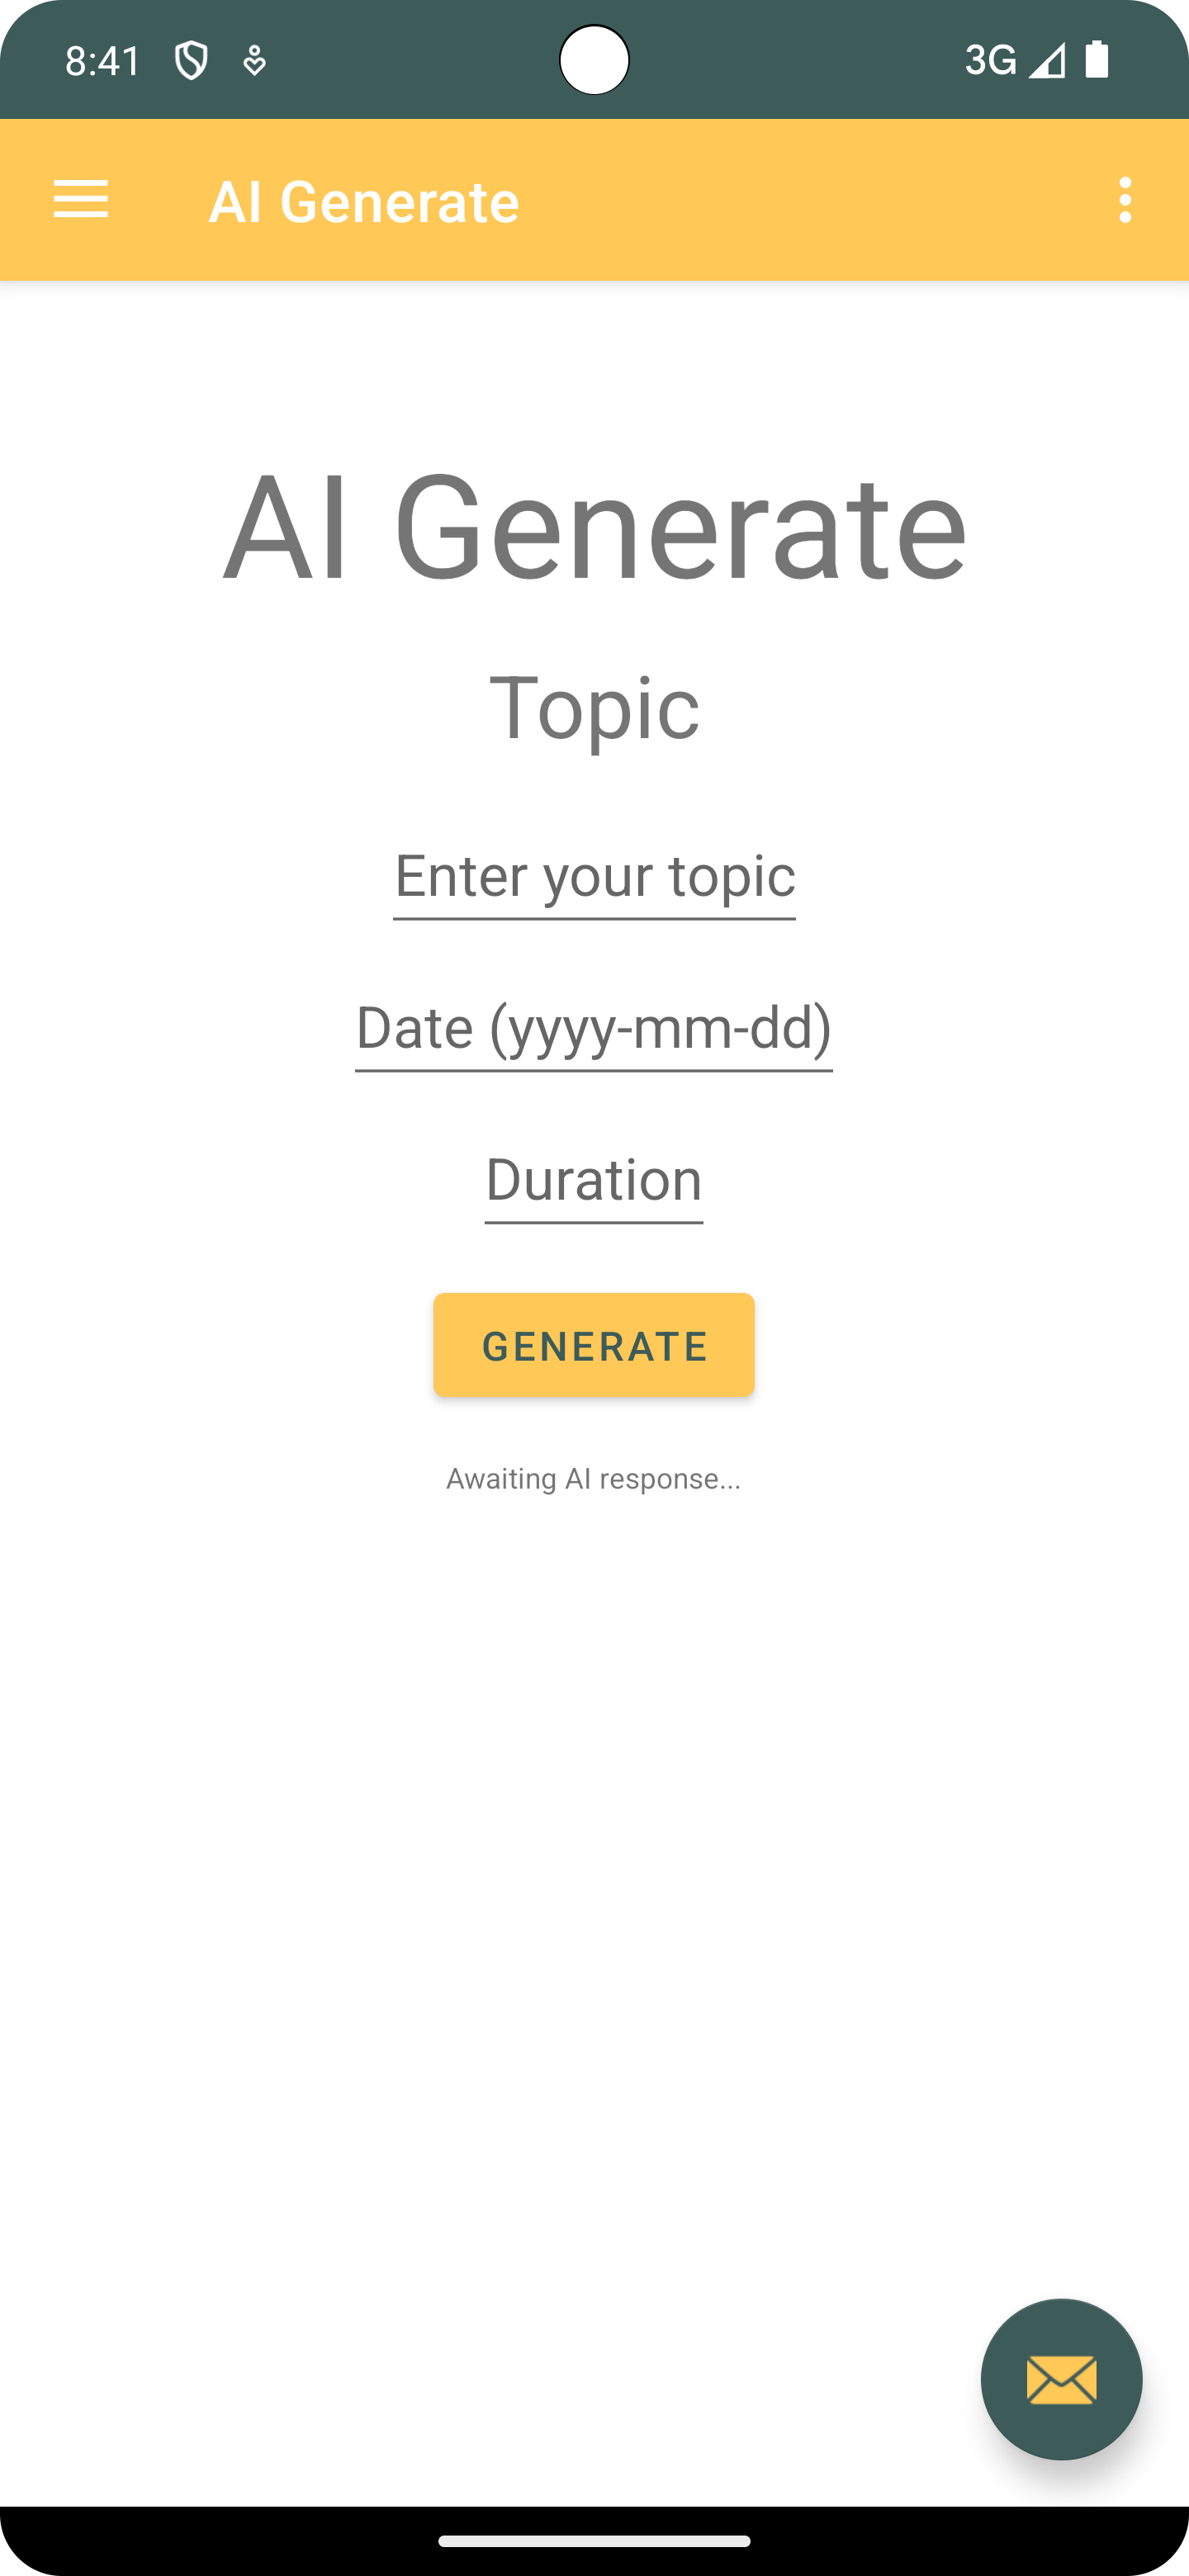 8:41
3G
AI Generate
AI Generate
Topic
Enter your topic
Date (yyyy-mm-dd)
Duration
GENERATE
Awaiting AI response...